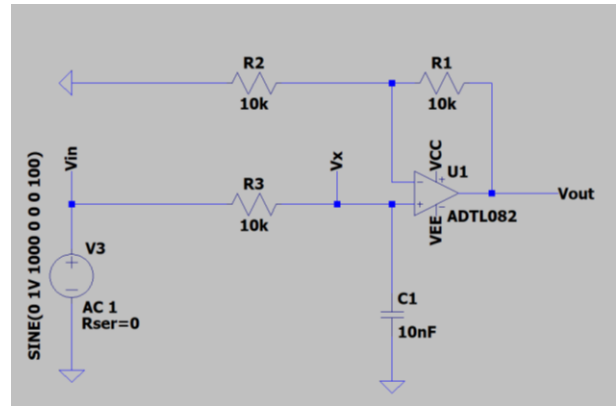 R2
10k
R1
10k
Vin
R3
10k
Vx
VCC
U1
VEE
ADTL082
Vout
V3
SINE(0 1V 1000 0 0 0 100)
AC 1
Rser=0
C1
10nF